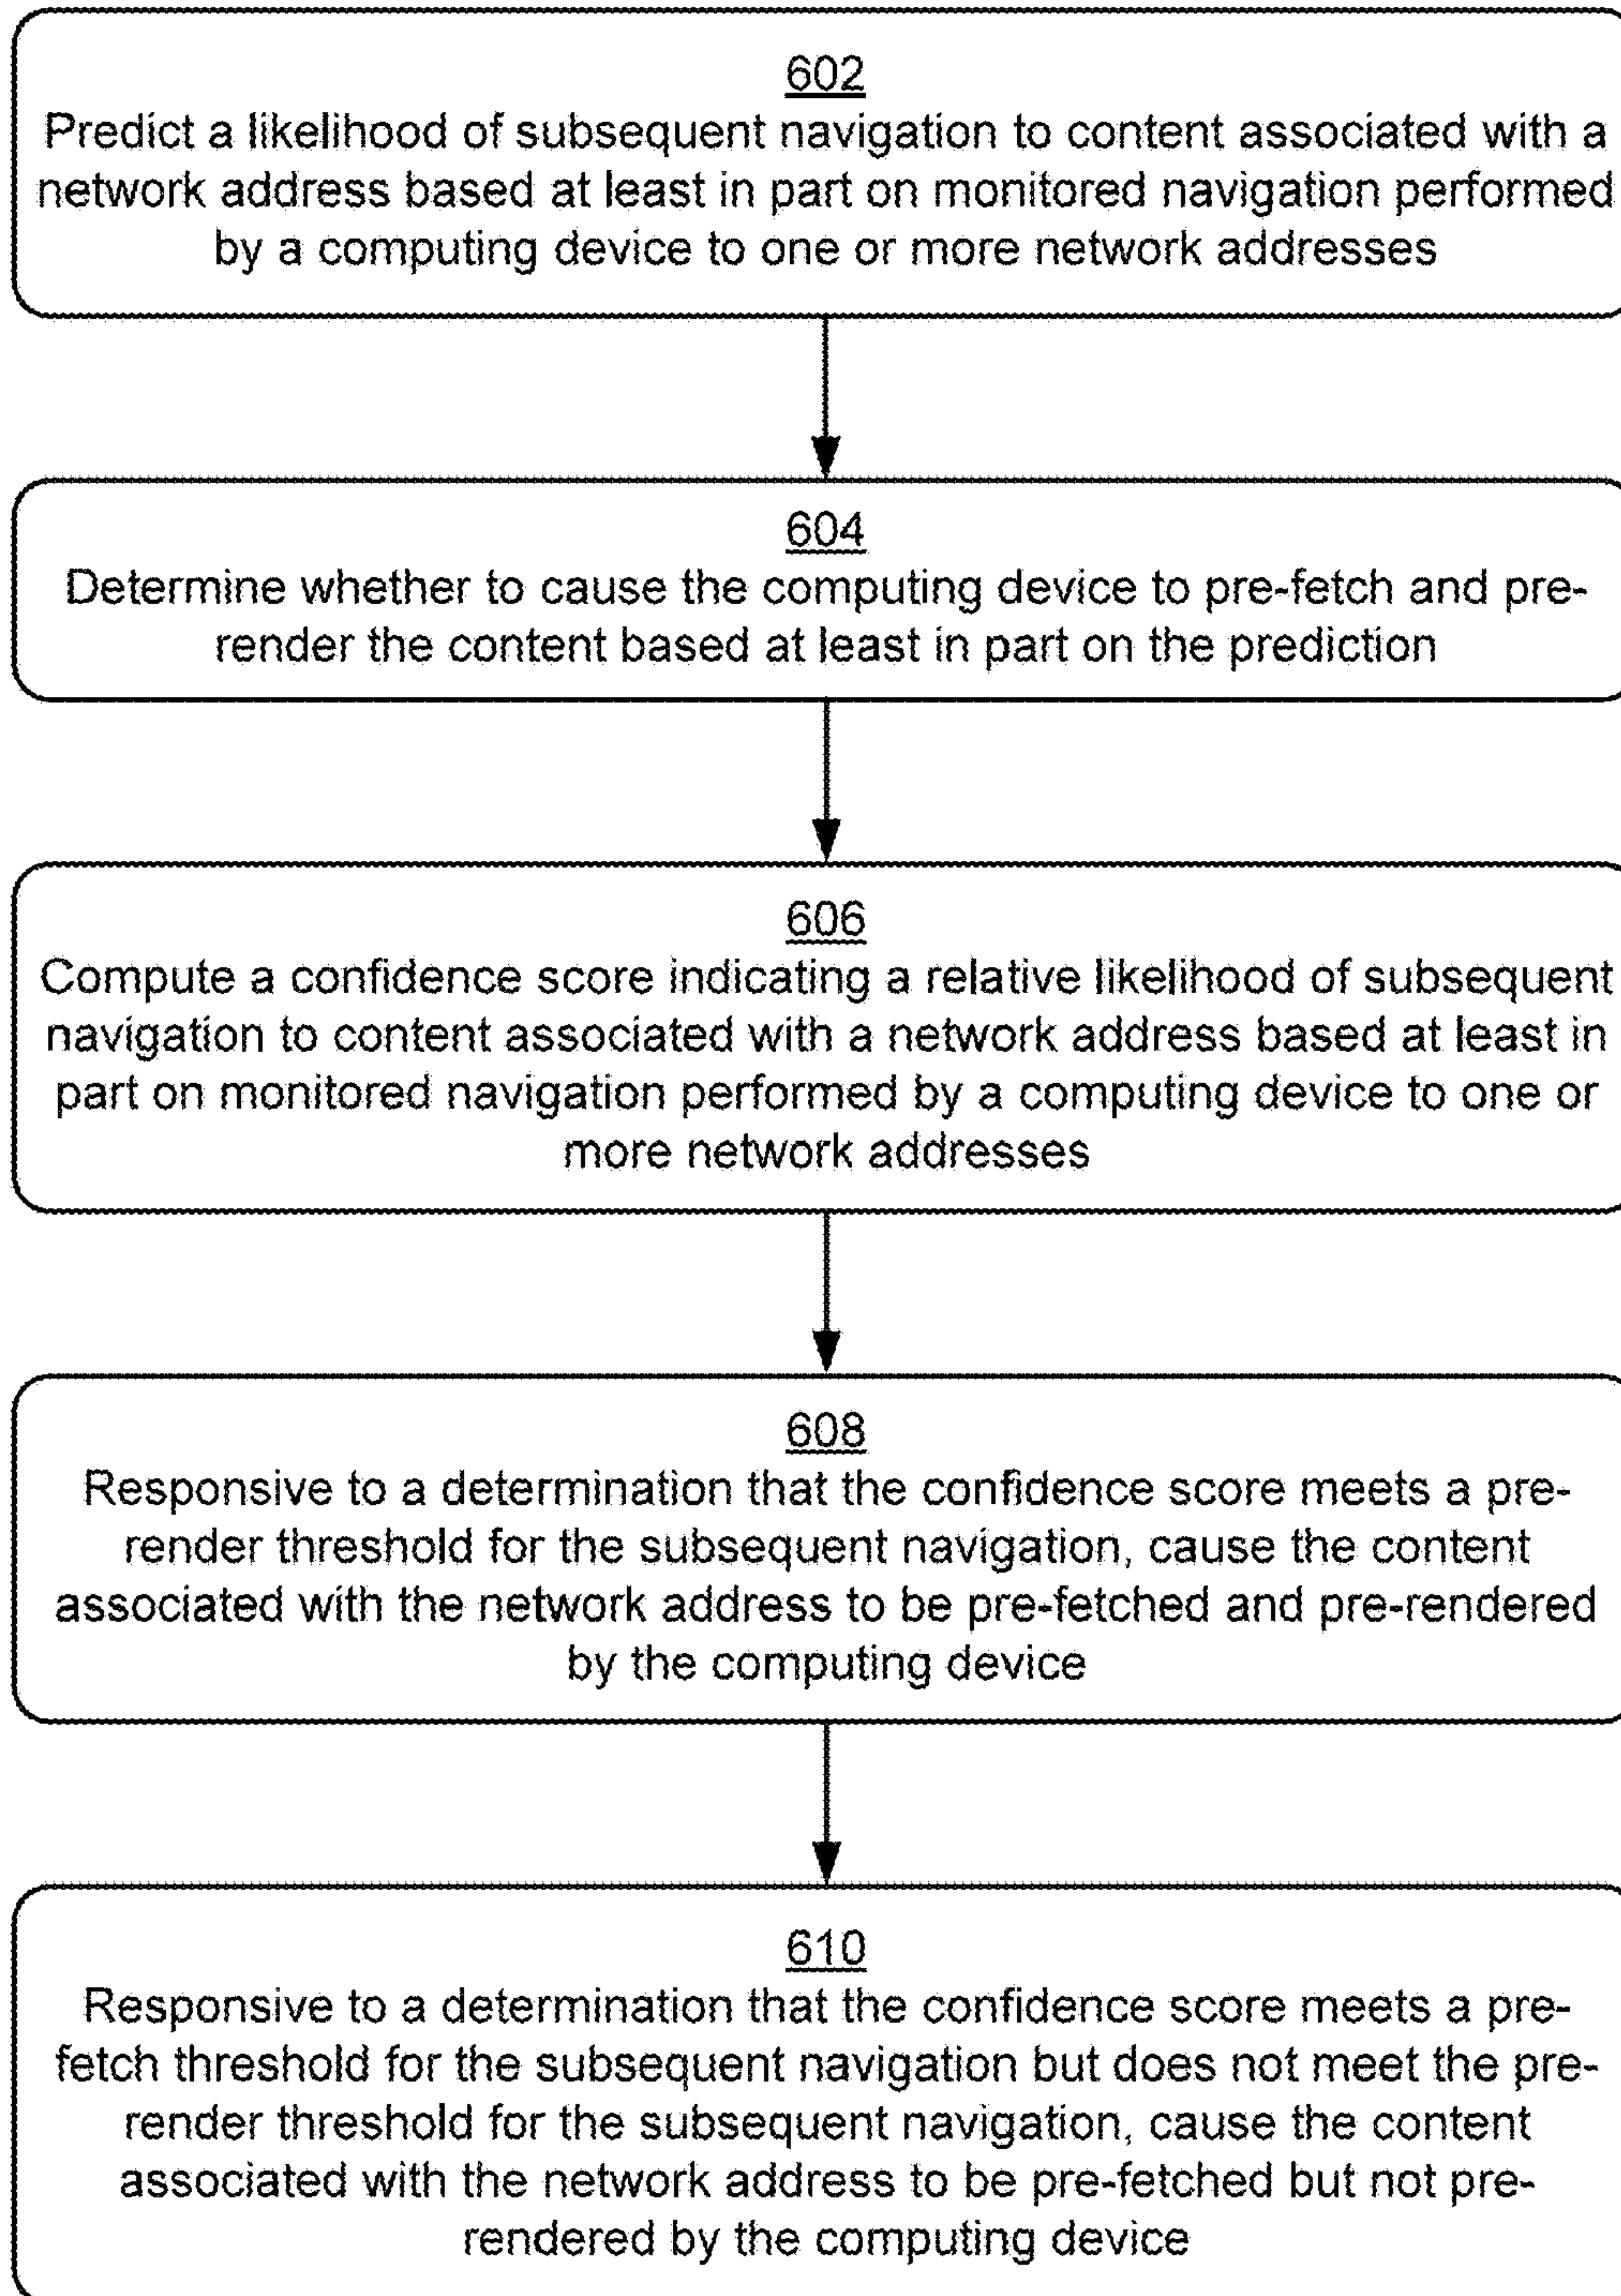 602
Predict a likelihood of subsequent navigation to content associated with a
network address based at least in part on monitored navigation performed
by a computing device to one or more network addresses
604
Determine whether to cause the computing device to pre-fetch and pre-
render the content based at least in part on the prediction
606
Compute a confidence score indicating a relative likelihood of subsequent
navigation to content associated with a network address based at least in
part on monitored navigation performed by a computing device to one or
more network addresses
608
Responsive to a determination that the confidence score meets a pre-
render threshold for the subsequent navigation, cause the content
associated with the network address to be pre-fetched and pre-rendered
by the computing device
610
Responsive to a determination that the confidence score meets a pre-
fetch threshold for the subsequent navigation but does not meet the pre-
render threshold for the subsequent navigation, cause the content
associated with the network address to be pre-fetched but not pre-
rendered by the computing device